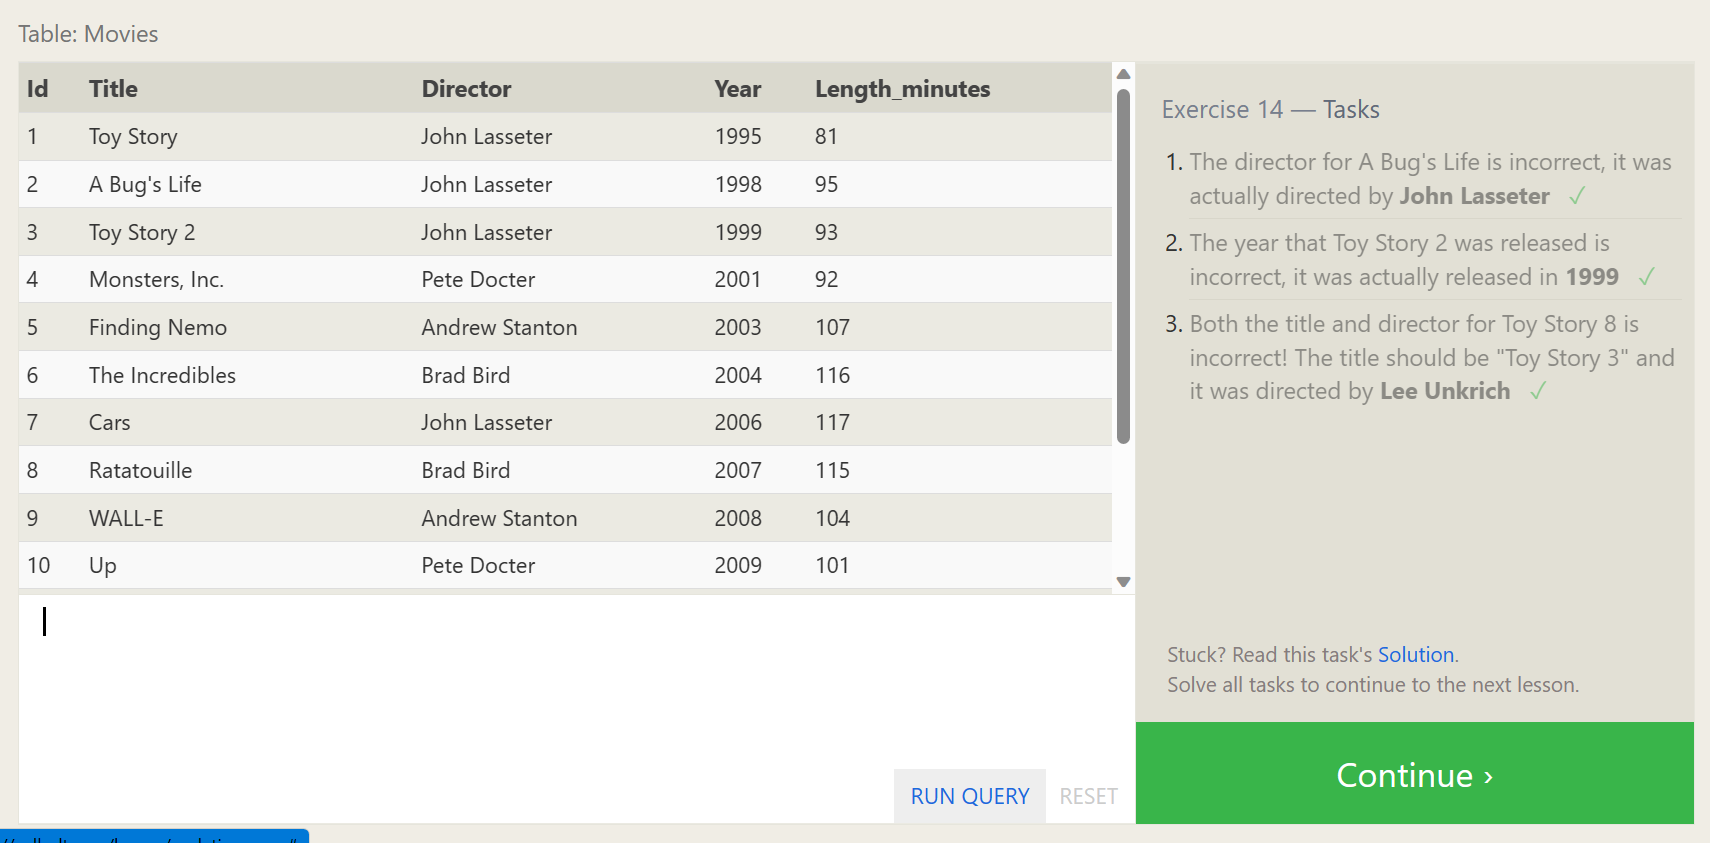 Table: Movies
Id Title Director Year Length_minutes
1 Toy Story John Lasseter 1995 81
2 A Bug's Life John Lasseter 1998 95
3 Toy Story 2 John Lasseter 1999 93
4 Monsters, Inc. Pete Docter 2001 92
5 Finding Nemo Andrew Stanton 2003 107
6 The Incredibles Brad Bird 2004 116
7 Cars John Lasseter 2006 117
8 Ratatouille Brad Bird 2007 115
9 WALL-E Andrew Stanton 2008 104
10 Up Pete Docter 2009 101
RUN QUERY RESET
Exercise 14 — Tasks
1. The director for A Bug's Life is incorrect, it was
actually directed by John Lasseter ✓
2. The year that Toy Story 2 was released is
incorrect, it was actually released in 1999 ✓
3. Both the title and director for Toy Story 8 is
incorrect! The title should be "Toy Story 3" and
it was directed by Lee Unkrich ✓
Stuck? Read this task's Solution.
Solve all tasks to continue to the next lesson.
Continue ›